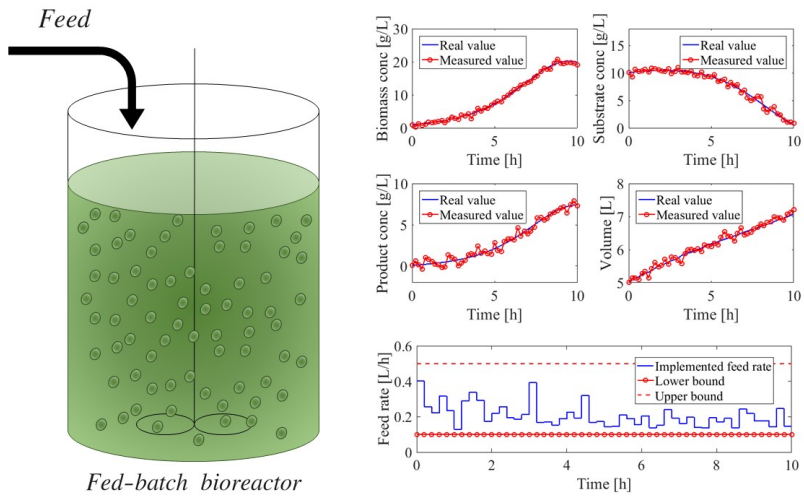 Feed
Fed-batch bioreactor
Biomass conc [g/L]
30
20
10
0
Real value
Measured value
0 5 10
Time [h]
Substrate conc [g/L]
15
10
5
0
Real value
Measured value
0 5 10
Time [h]
Product conc [g/L]
10
5
0
Real value
Measured value
0 5 10
Time [h]
Volume [L]
8
7
6
5
Real value
Measured value
0 5 10
Time [h]
Feed rate [L/h]
0.6
0.4
0.2
0
Implemented feed rate
Lower bound
Upper bound
0 2 4 6 8 10
Time [h]